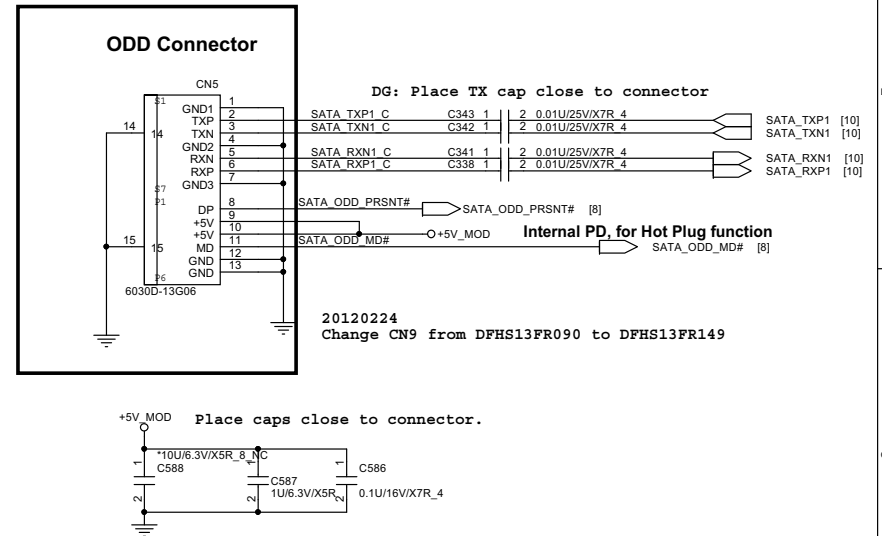 ODD Connector
CN5
DG: Place TX cap close to connector
S1
GND1 1
TXP 2 SATA_TXP1_C C343 1 2 0.01U/25V/X7R_4 SATA_TXP1 [10]
14 14 TXN 3 SATA_TXN1_C C342 1 2 0.01U/25V/X7R_4 SATA_TXN1 [10]
GND2 4
RXN 5 SATA_RXN1_C C341 1 2 0.01U/25V/X7R_4 SATA_RXN1 [10]
RXP 6 SATA_RXP1_C C338 1 2 0.01U/25V/X7R_4 SATA_RXP1 [10]
GND3 7
S7
P1
DP 8 SATA_ODD_PRSNT# SATA_ODD_PRSNT# [8]
+5V 9
+5V 10 +5V_MOD Internal PD, for Hot Plug function
15 15 MD 11 SATA_ODD_MD# SATA_ODD_MD# [8]
GND 12
GND 13
P6
6030D-13G06
20120224
Change CN9 from DFHS13FR090 to DFHS13FR149
+5V_MOD Place caps close to connector.
*10U/6.3V/X5R_8_NC
1 C588 1 1 C586
2 2 C587 2
1U/6.3V/X5R 0.1U/16V/X7R_4